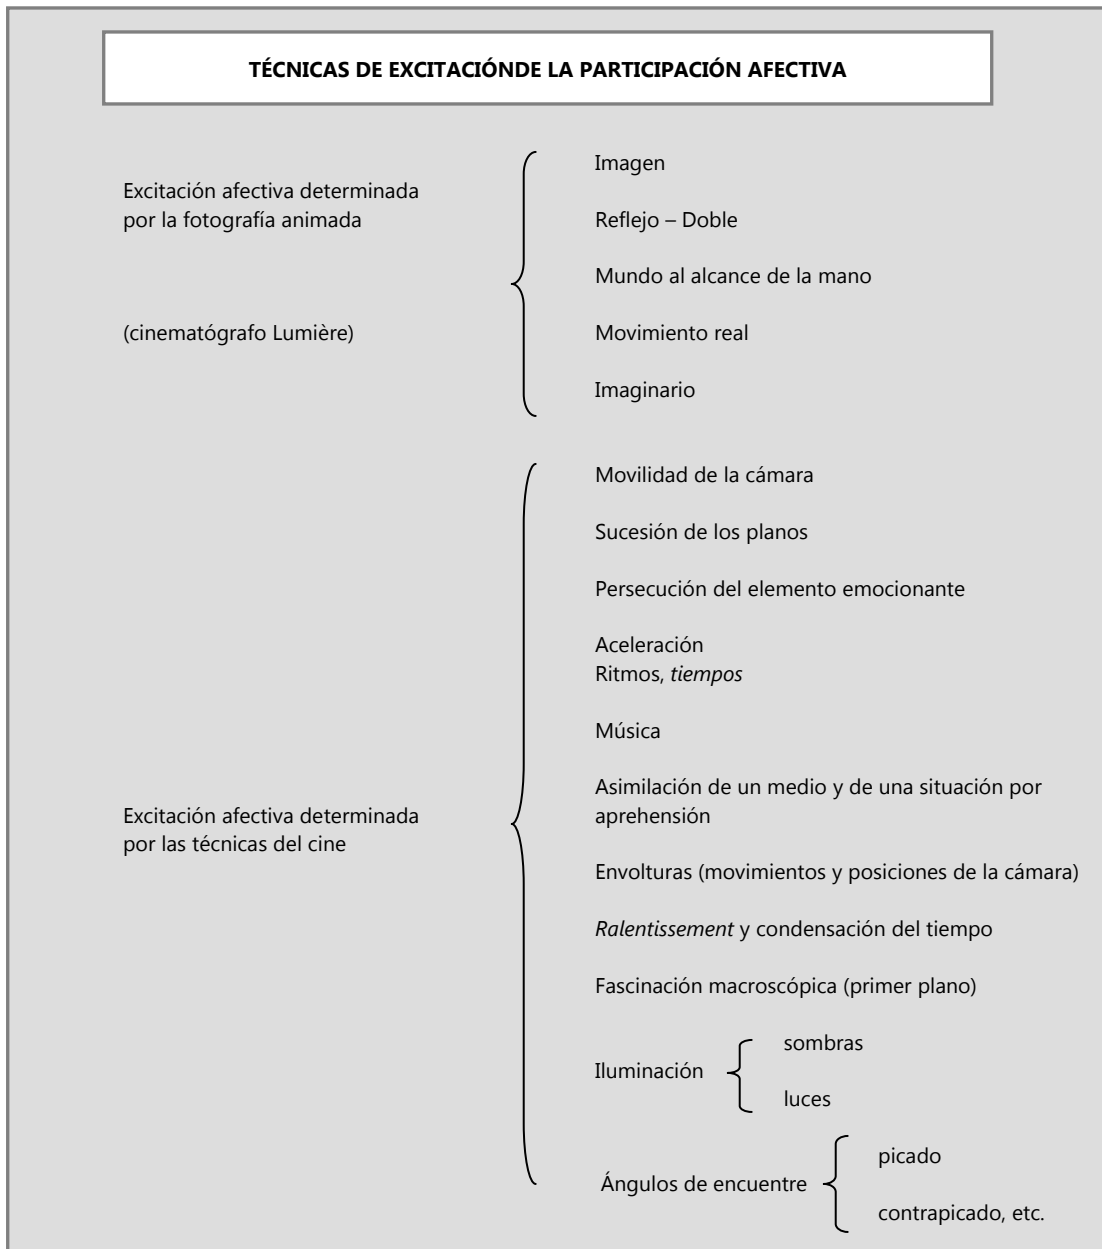 TÉCNICAS DE EXCITACIÓNDE LA PARTICIPACIÓN AFECTIVA
Excitación afectiva determinada
por la fotografía animada
(cinematógrafo Lumière)
Imagen
Reflejo – Doble
Mundo al alcance de la mano
Movimiento real
Imaginario
Excitación afectiva determinada
por las técnicas del cine
Movilidad de la cámara
Sucesión de los planos
Persecución del elemento emocionante
Aceleración
Ritmos, tiempos
Música
Asimilación de un medio y de una situación por
aprehensión
Envolturas (movimientos y posiciones de la cámara)
Ralentissement y condensación del tiempo
Fascinación macroscópica (primer plano)
Iluminación
sombras
luces
Ángulos de encuentre
picado
contrapicado, etc.